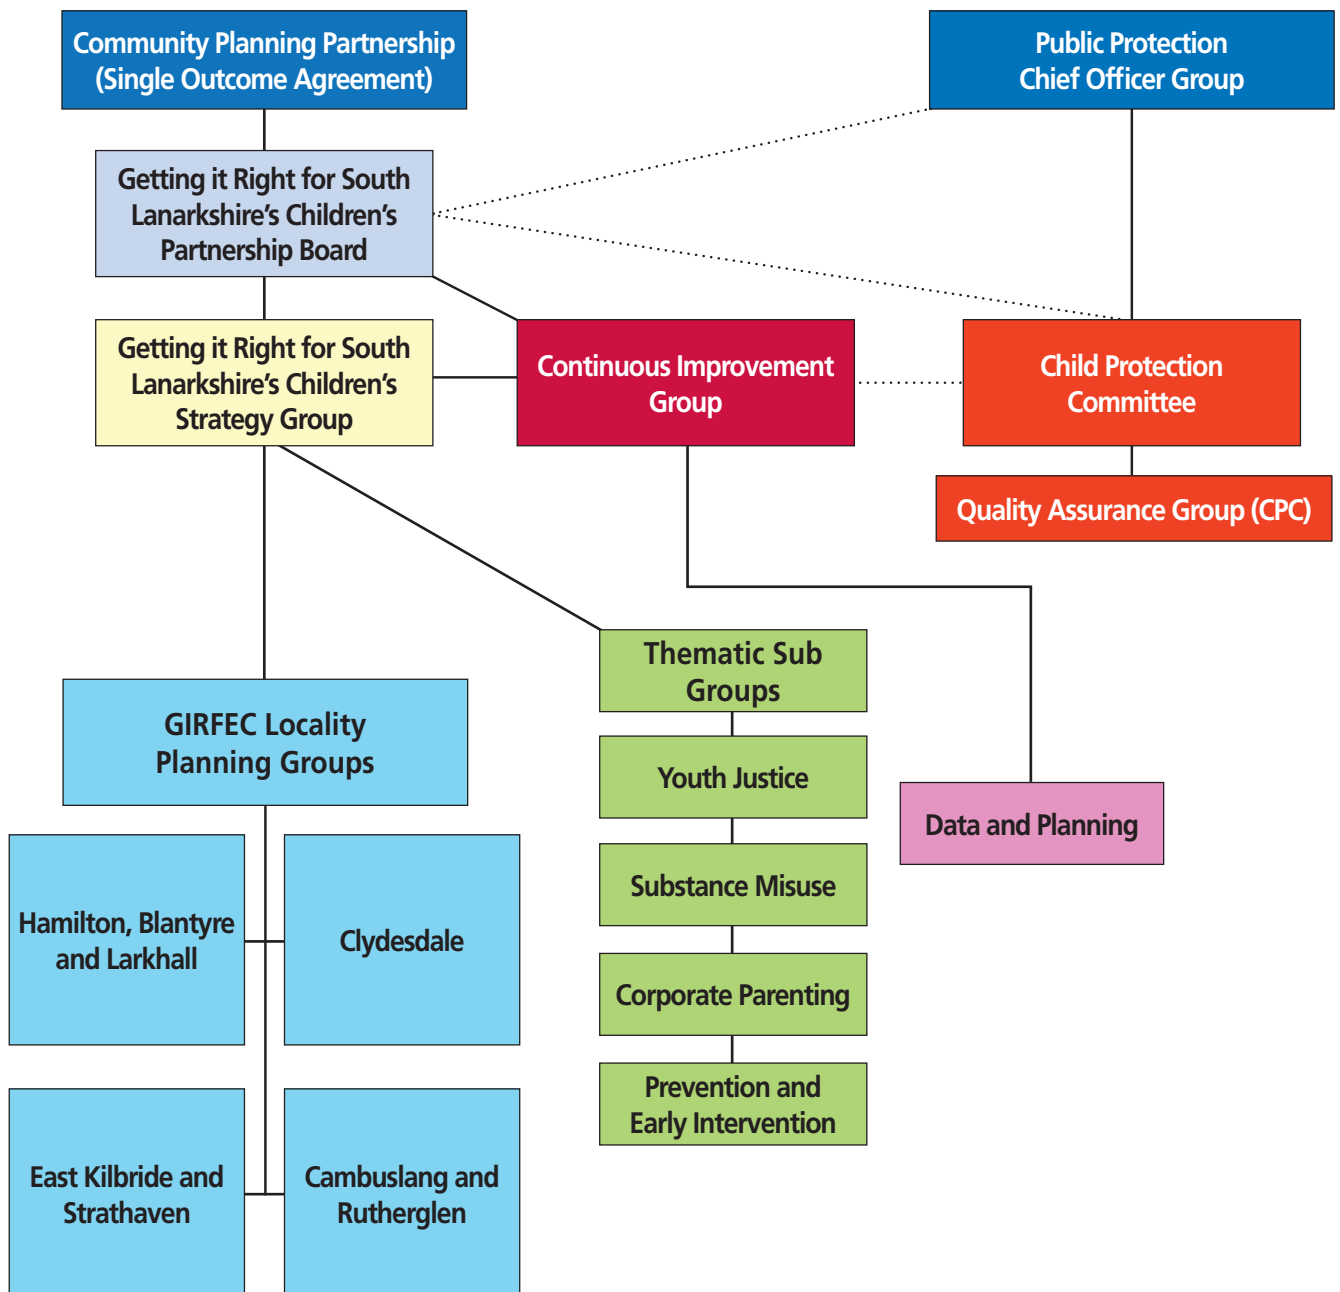 Community Planning Partnership
(Single Outcome Agreement)
Public Protection
Chief Officer Group
Getting it Right for South
Lanarkshire’s Children’s
Partnership Board
Getting it Right for South
Lanarkshire’s Children’s
Strategy Group
Continuous Improvement
Group
Child Protection
Committee
Quality Assurance Group (CPC)
Thematic Sub
Groups
GIRFEC Locality
Planning Groups
Youth Justice
Data and Planning
Substance Misuse
Hamilton, Blantyre
and Larkhall
Clydesdale
Corporate Parenting
Prevention and
Early Intervention
East Kilbride and
Strathaven
Cambuslang and
Rutherglen